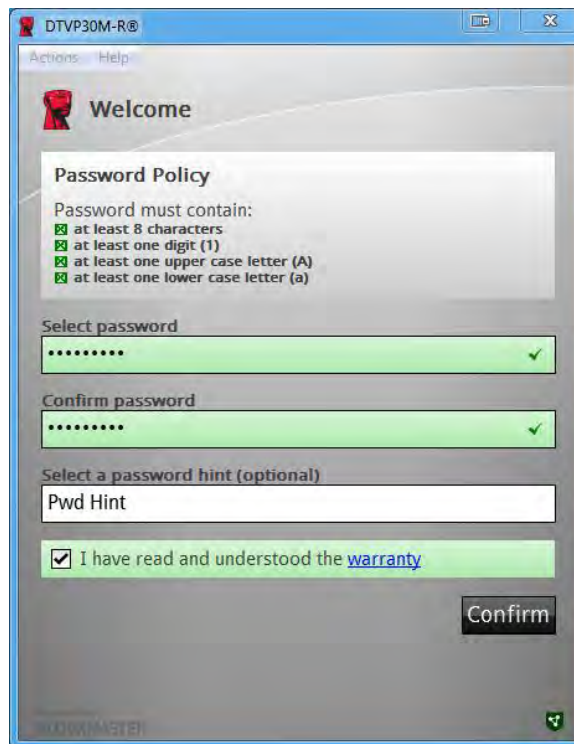 DTVP30M-R®
Actions Help
Welcome
Password Policy
Password must contain:
at least 8 characters
at least one digit (1)
at least one upper case letter (A)
at least one lower case letter (a)
Select password
•••••••••
Confirm password
•••••••••
Select a password hint (optional)
Pwd Hint
I have read and understood the warranty
Confirm
BLOCKMASTER